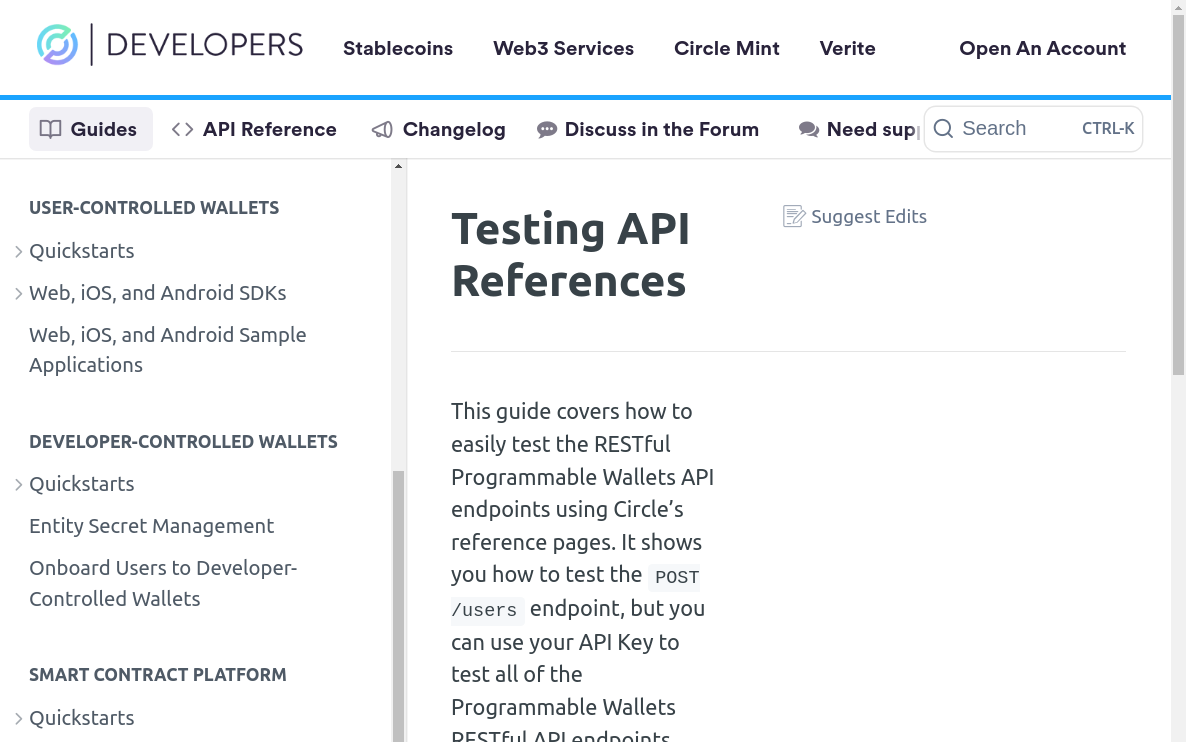 DEVELOPERS
Stablecoins
Web3 Services
Circle Mint
Verite
Open An Account
Guides
API Reference
Changelog
Discuss in the Forum
Need sup
Search
CTRL-K
USER-CONTROLLED WALLETS
Quickstarts
Web, iOS, and Android SDKs
Web, iOS, and Android Sample
Applications
DEVELOPER-CONTROLLED WALLETS
Quickstarts
Entity Secret Management
Onboard Users to Developer-
Controlled Wallets
SMART CONTRACT PLATFORM
Quickstarts
Testing API
References
Suggest Edits
This guide covers how to
easily test the RESTful
Programmable Wallets API
endpoints using Circle’s
reference pages. It shows
you how to test the POST
/users endpoint, but you
can use your API Key to
test all of the
Programmable Wallets
RESTful API endpoints